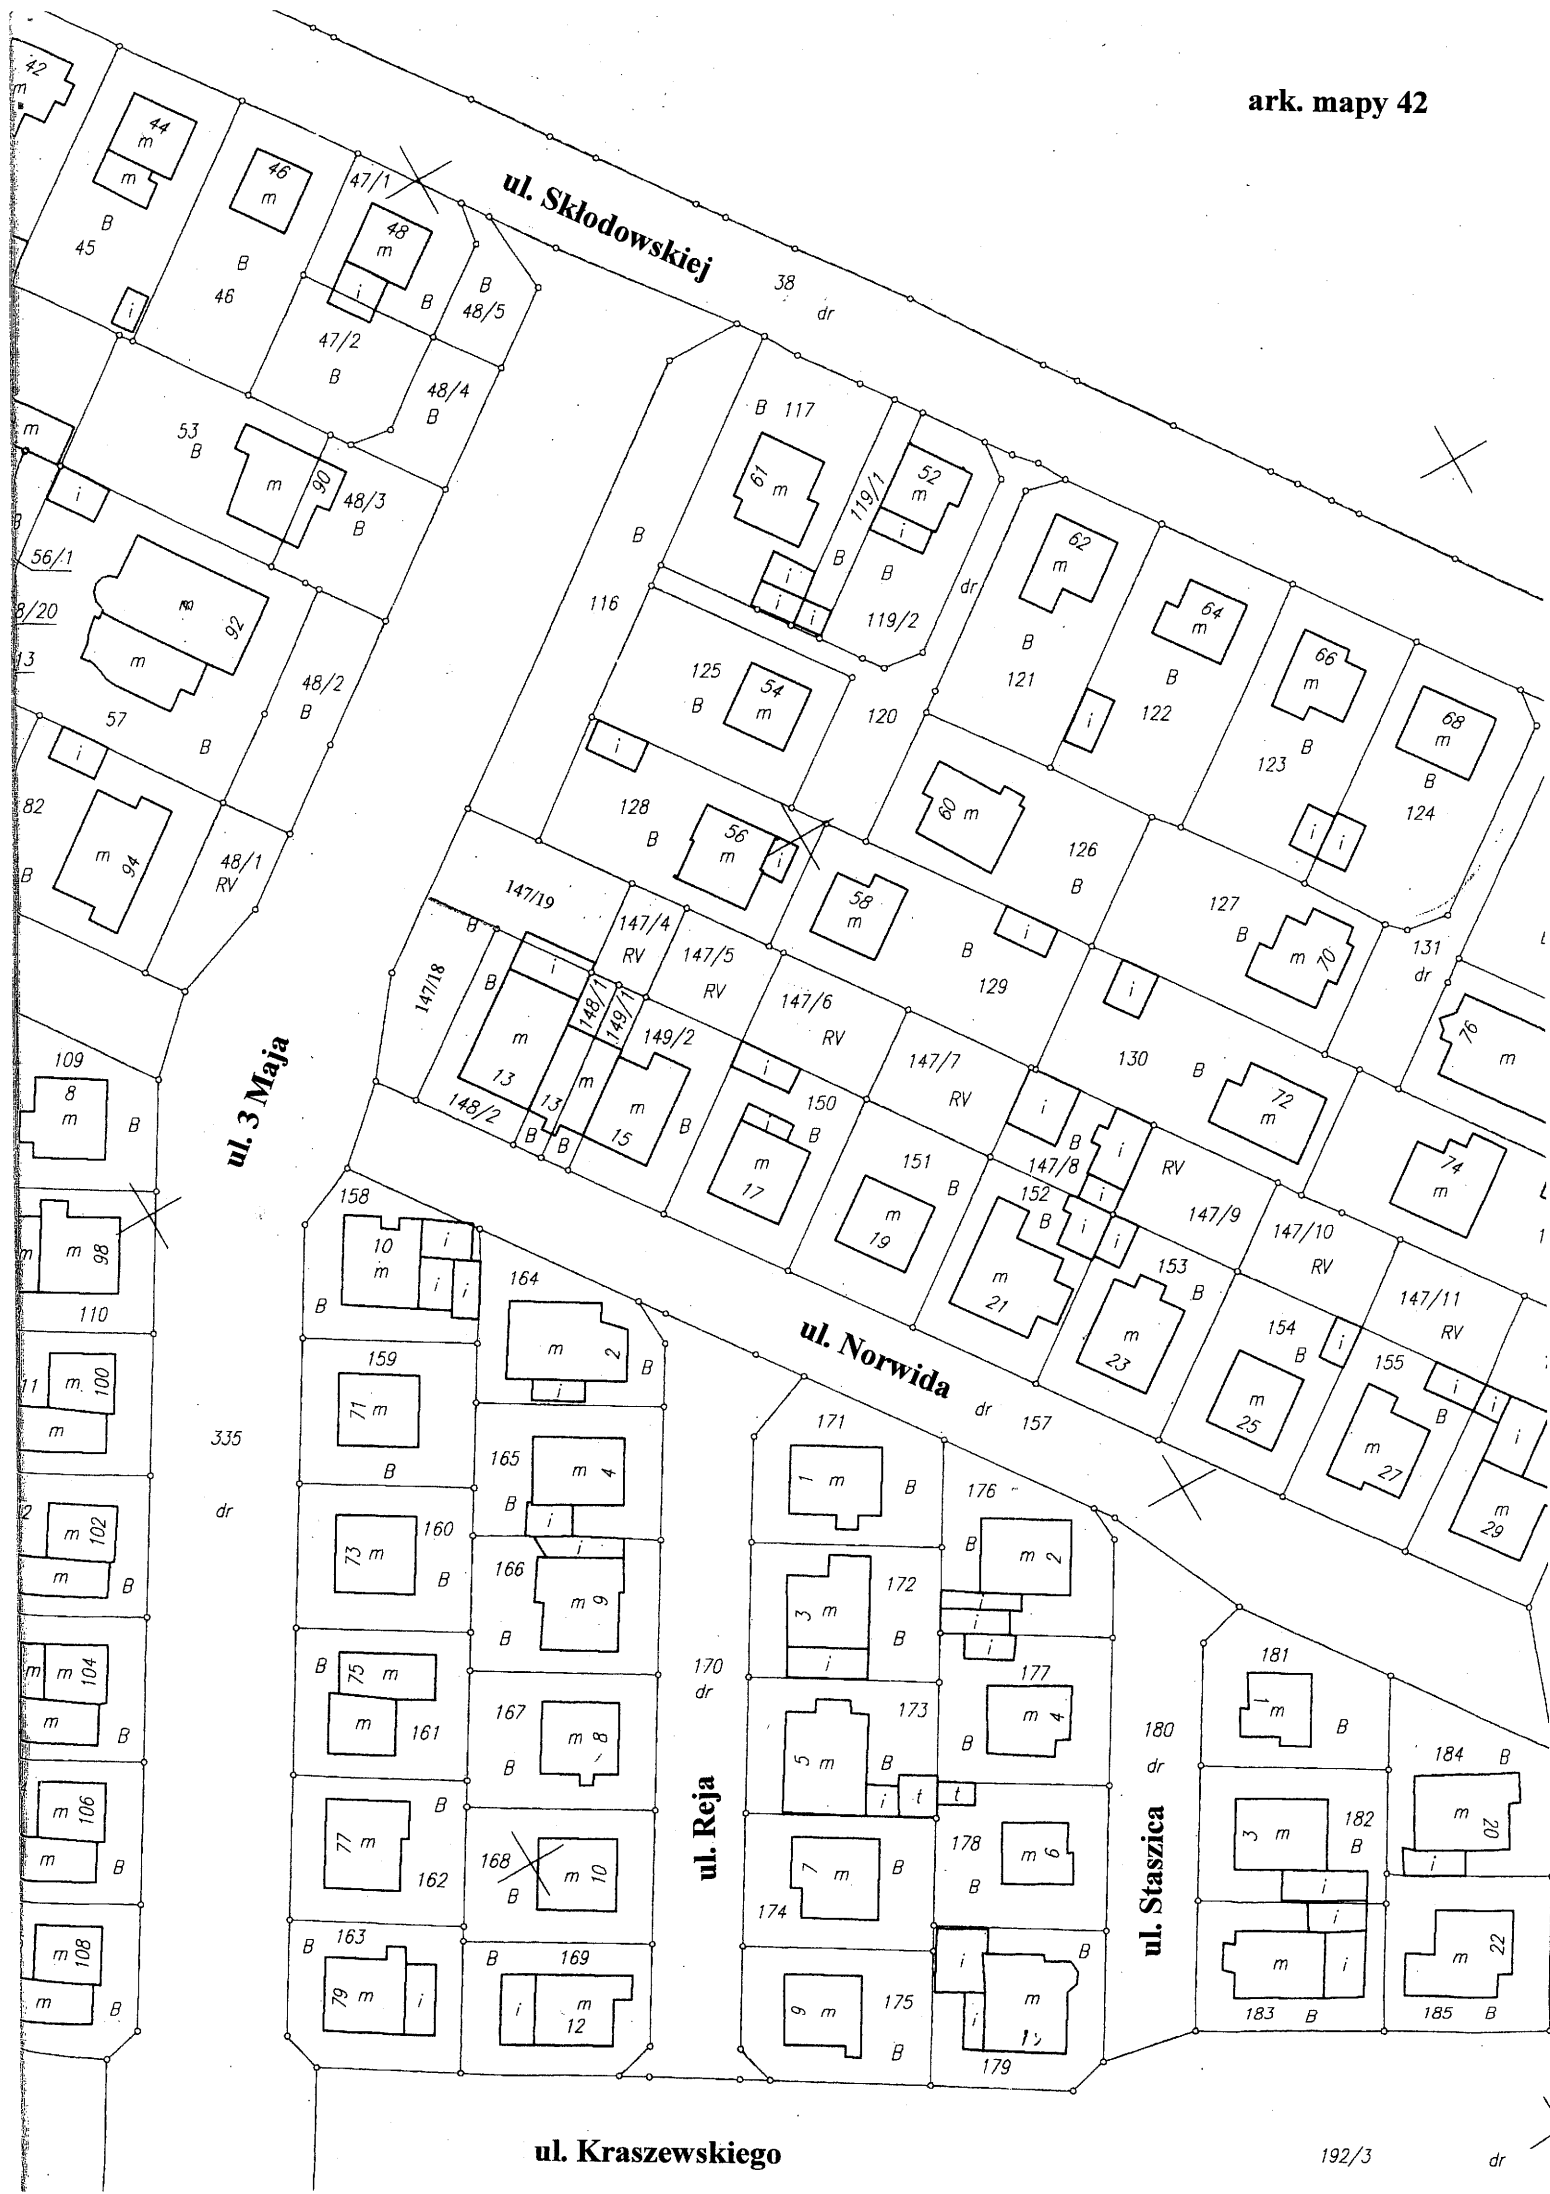 ark. mapy 42
42
m
44
m
m
B
45
i
46
m
B
46
47/1
48
m
i
B
B
48/5
47/2
B
48/4
B
ul. Skłodowskiej
38
dr
53
B
m
90
48/3
B
m
i
B
56/1
8/20
13
m
92
m
57
B
48/2
B
i
82
B
m
94
48/1
RV
116
B
B 117
61
m
i
i
i
119/1
B
52
m
i
B
119/2
dr
62
m
B
121
64
m
B
122
i
66
m
B
123
68
m
B
124
i
i
125
B
54
m
120
i
128
B
56
m
i
58
m
B
129
i
60
m
126
B
127
B
m
70
131
dr
76
m
147/19
B
147/18
B
147/4
RV
147/5
RV
147/6
RV
147/7
RV
i
m
13
148/1
149/1
149/2
m
13
m
15
148/2
B
B
B
i
150
B
i
m
17
151
B
m
19
i
130
B
72
m
74
m
i
B
147/8
i
i
RV
147/9
152
B
i
i
m
21
153
B
m
23
147/10
RV
147/11
RV
154
B
i
m
25
155
i
i
i
B
m
27
m
29
ul. 3 Maja
109
8
m
B
m
m
98
110
11
m
100
m
2
m
102
m
B
m
m
104
m
B
m
106
m
B
m
108
m
B
335
dr
158
10
m
i
i
i
B
159
71
m
B
160
73
m
B
B
75
m
m
161
B
77
m
162
B
163
79
m
i
164
m
2
i
B
165
m
4
B
i
i
166
m
9
B
167
m
8
B
168
m
10
B
B
169
i
m
12
ul. Norwida
dr
157
170
dr
ul. Reja
171
1
m
B
172
3
m
B
i
173
5
m
B
i
t
t
7
m
B
174
9
m
175
B
176
B
m
2
i
i
177
m
4
B
178
m
6
B
i
B
i
m
179
180
dr
ul. Staszica
181
1
m
B
3
m
182
B
i
i
m
i
183
B
184
B
m
20
i
m
22
185
B
ul. Kraszewskiego
192/3
dr